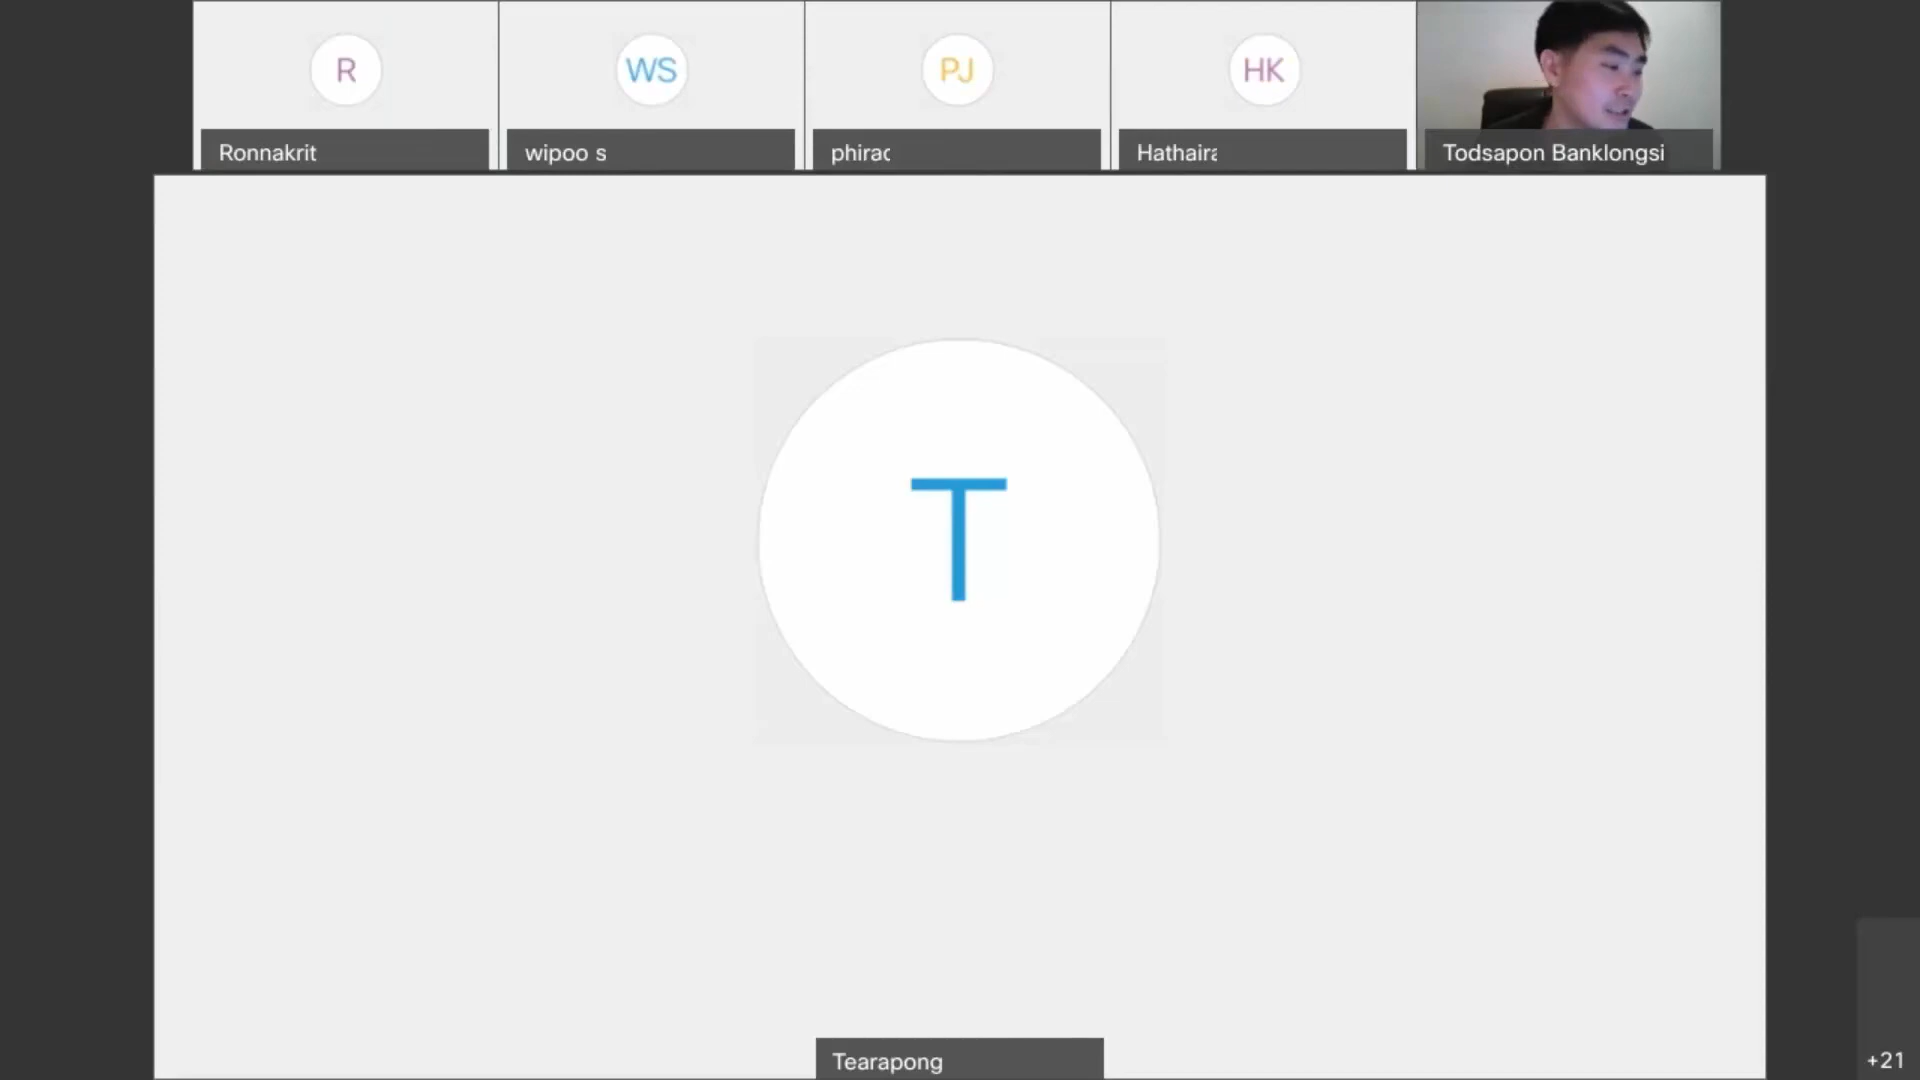 R
WS
PJ
HK
Ronnakrit
wipoo s
phirac
Hathaira
Todsapon Banklongsi
T
Tearapong
+21